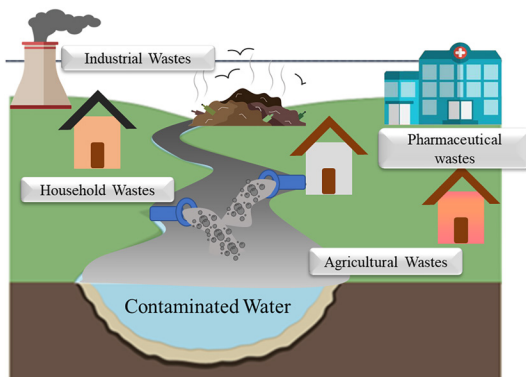 Industrial Wastes
Pharmaceutical
wastes
Household Wastes
Agricultural Wastes
Contaminated Water